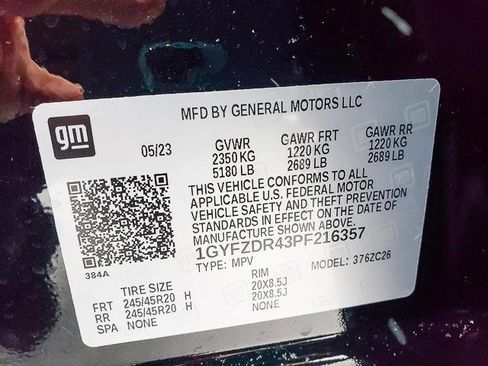 gm
MFD BY GENERAL MOTORS LLC
05/23 GVWR GAWR FRT GAWR RR
2350 KG 1220 KG 1220 KG
5180 LB 2689 LB 2689 LB
THIS VEHICLE CONFORMS TO ALL
APPLICABLE U.S. FEDERAL MOTOR
VEHICLE SAFETY AND THEFT PREVENTION
STANDARDS IN EFFECT ON THE DATE OF
MANUFACTURE SHOWN ABOVE.
1GYFZDR43PF216357
384A TYPE: MPV MODEL: 376ZC26
TIRE SIZE RIM
FRT 245/45R20 H 20X8.5J
RR 245/45R20 H 20X8.5J
SPA NONE NONE